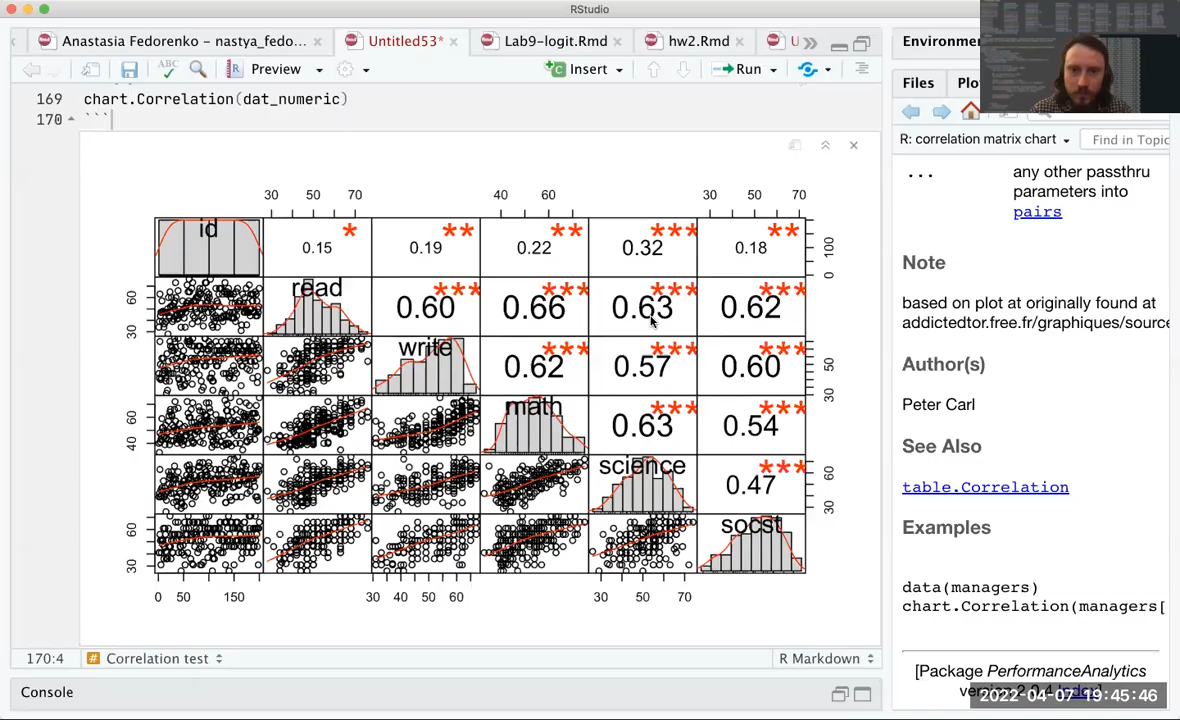 RStudio
Anastasia Fedorenko - nastya_fedo...
Untitled53*
Lab9-logit.Rmd
hw2.Rmd
U
Environmen
ABC
Preview
Insert
Run
Files
Plo
169 chart.Correlation(dat_numeric)
170 ```
R: correlation matrix chart
Find in Topic
... any other passthru
parameters into
pairs
30 50 70 40 60 30 50 70
id 0.15 * 0.19 ** 0.22 ** 0.32 *** 0.18 ** 0 100
60 30 read 0.60 *** 0.66 *** 0.63 *** 0.62 ***
write 0.62 *** 0.57 *** 0.60 *** 30 50
60 40 math 0.63 *** 0.54 ***
science 0.47 *** 30 60
60 30 socst
0 50 150 30 40 50 60 30 50 70
Note
based on plot at originally found at
addictedtor.free.fr/graphiques/source
Author(s)
Peter Carl
See Also
table.Correlation
Examples
data(managers)
chart.Correlation(managers[
[Package PerformanceAnalytics
170:4
# Correlation test
R Markdown
Console
2022-04-07 19:45:46